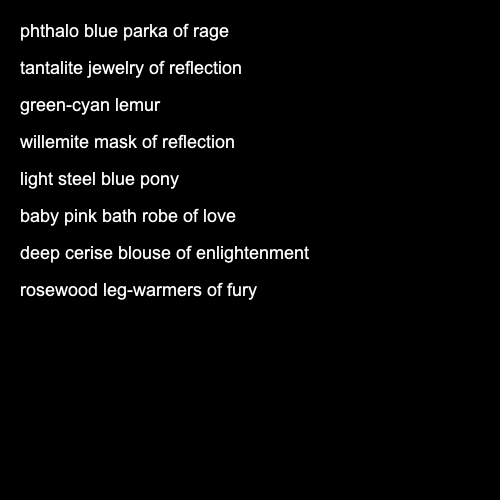 phthalo blue parka of rage
tantalite jewelry of reflection
green-cyan lemur
willemite mask of reflection
light steel blue pony
baby pink bath robe of love
deep cerise blouse of enlightenment
rosewood leg-warmers of fury